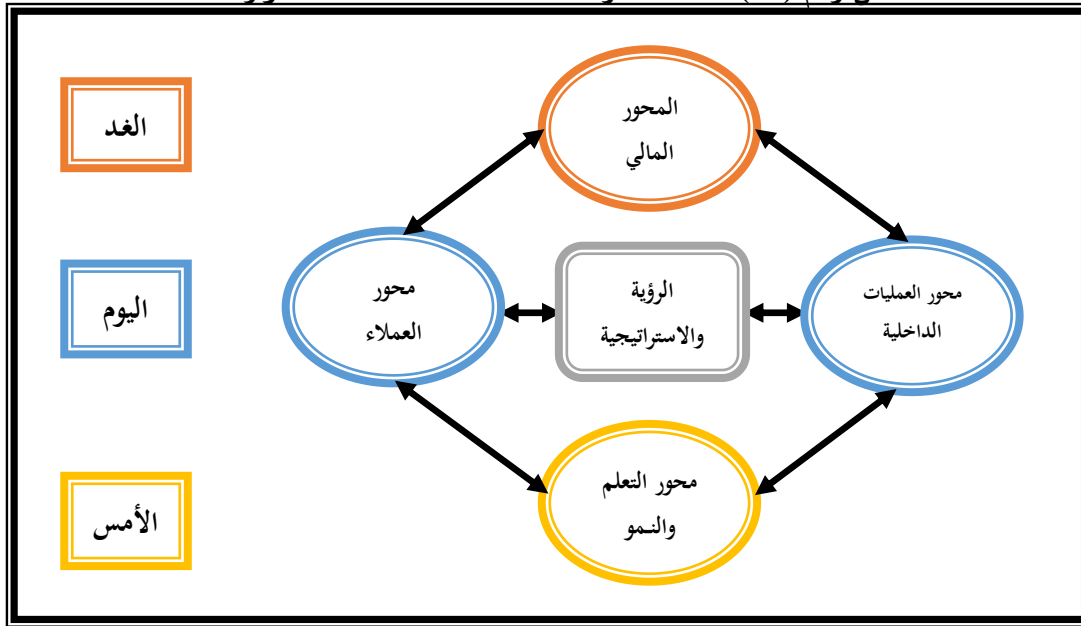 الغد
المحور
المالي
اليوم
محور
العملاء
الرؤية
والاستراتيجية
محور العمليات
الداخلية
الأمس
محور التعلم
والنمو